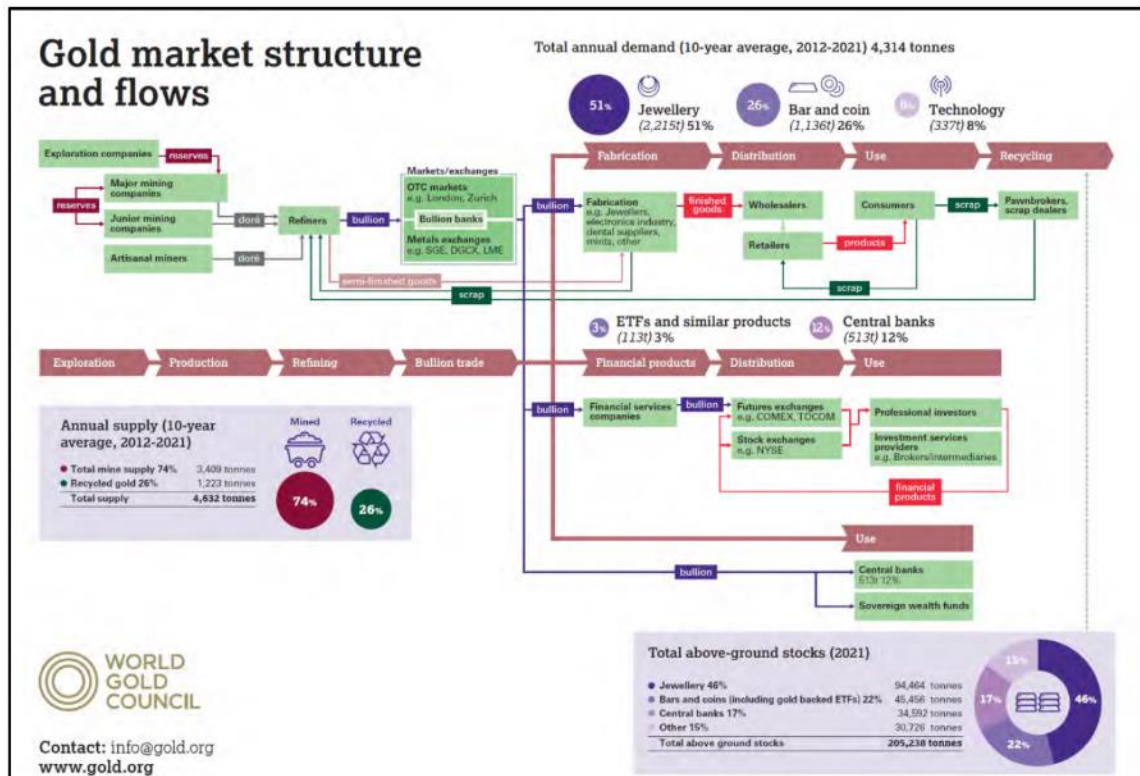 Gold market structure
and flows
Total annual demand (10-year average, 2012-2021) 4,314 tonnes
51%
Jewellery
(2,215t) 51%
26%
Bar and coin
(1,136t) 26%
8%
Technology
(337t) 8%
Fabrication
Distribution
Use
Recycling
Exploration companies
reserves
Major mining
companies
reserves
Junior mining
companies
Artisanal miners
doré
doré
Refiners
bullion
Markets/exchanges
OTC markets
e.g. London, Zurich
Bullion banks
Metals exchanges
e.g. SGE, DGCX, LME
bullion
Fabrication
e.g. Jewellers,
electronics industry,
dental suppliers,
mints, other
finished
goods
Wholesalers
Retailers
products
Consumers
scrap
Pawnbrokers,
scrap dealers
scrap
semi-finished goods
scrap
3%
ETFs and similar products
(113t) 3%
12%
Central banks
(513t) 12%
Exploration
Production
Refining
Bullion trade
Financial products
Distribution
Use
bullion
Financial services
companies
bullion
Futures exchanges
e.g. COMEX, TOCOM
Stock exchanges
e.g. NYSE
Professional investors
Investment services
providers
e.g. Brokers/intermediaries
financial
products
Annual supply (10-year
average, 2012-2021)
Mined
Recycled
Total mine supply 74% 3,409 tonnes
Recycled gold 26% 1,223 tonnes
Total supply 4,632 tonnes
74%
26%
Use
bullion
Central banks
513t 12%
Sovereign wealth funds
Total above-ground stocks (2021)
Jewellery 46% 94,464 tonnes
Bars and coins (including gold backed ETFs) 22% 45,456 tonnes
Central banks 17% 34,592 tonnes
Other 15% 30,726 tonnes
Total above ground stocks 205,238 tonnes
15%
17%
46%
22%
WORLD
GOLD
COUNCIL
Contact: info@gold.org
www.gold.org